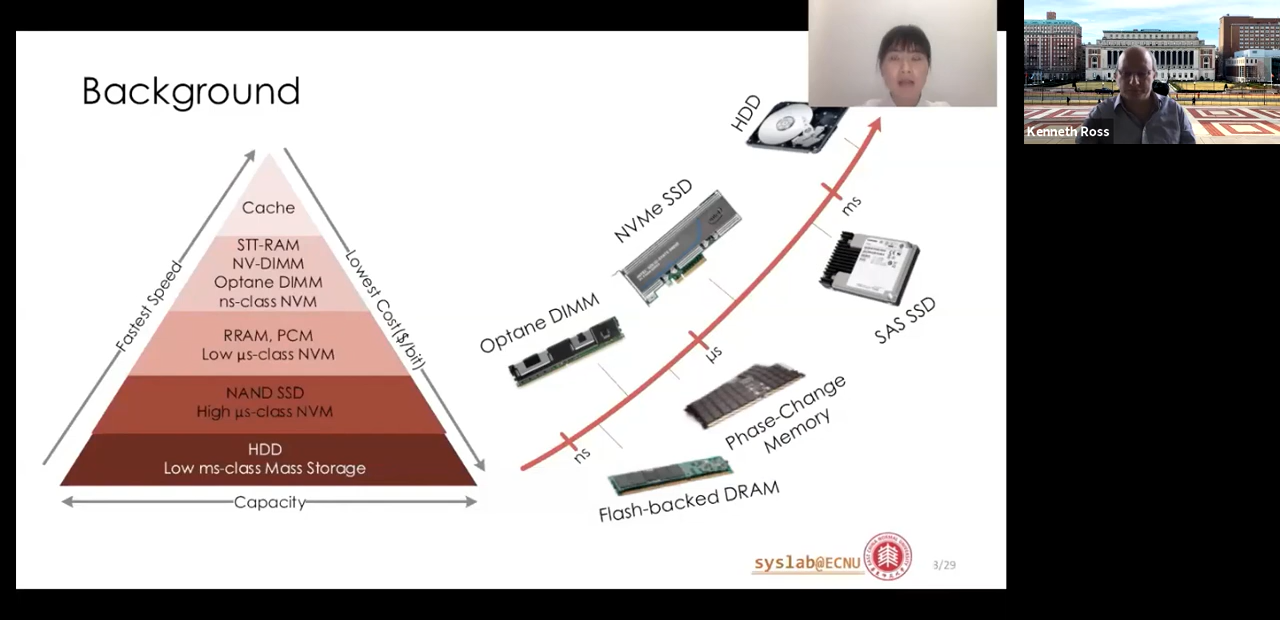 Background
Cache
STT-RAM
NV-DIMM
Optane DIMM
ns-class NVM
RRAM, PCM
Low µs-class NVM
NAND SSD
High µs-class NVM
HDD
Low ms-class Mass Storage
Fastest Speed
Lowest Cost($/bit)
Capacity
HDD
NVMe SSD
ms
SAS SSD
Optane DIMM
µs
Phase-Change
Memory
ns
Flash-backed DRAM
syslab@ECNU
3/29
Kenneth Ross